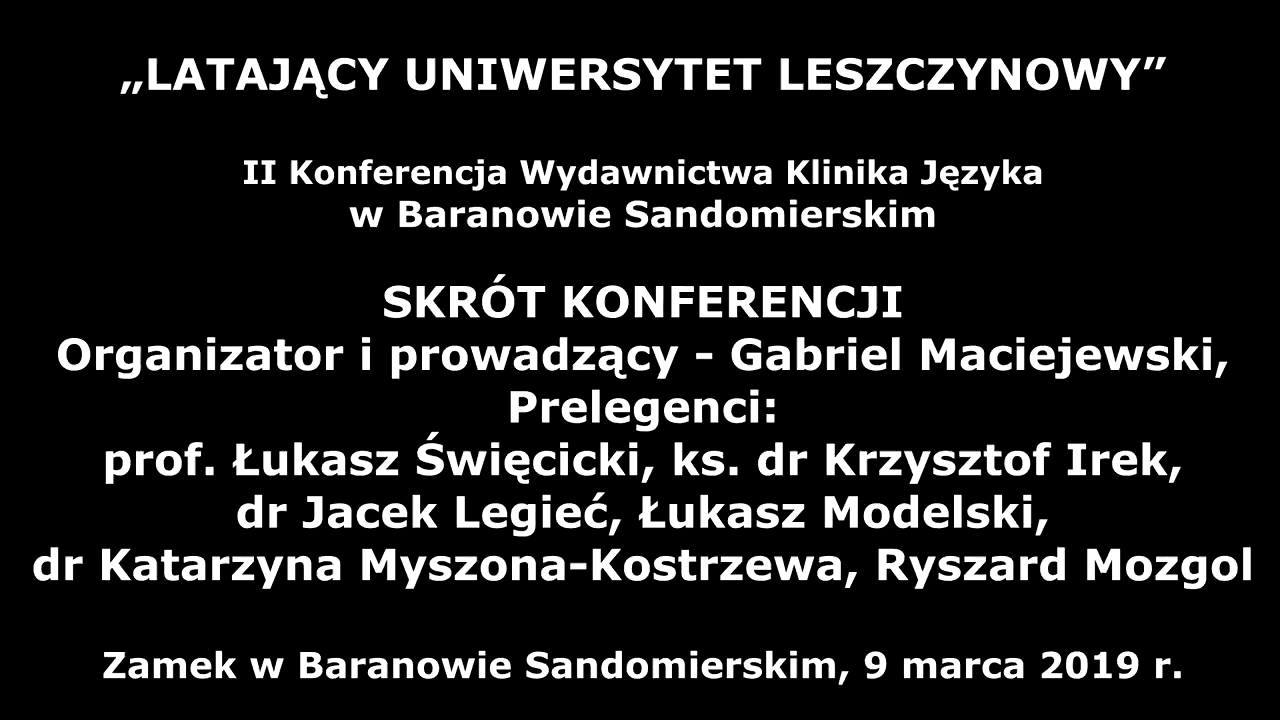 „LATAJĄCY UNIWERSYTET LESZCZYNOWY”
II Konferencja Wydawnictwa Klinika Języka
w Baranowie Sandomierskim
SKRÓT KONFERENCJI
Organizator i prowadzący - Gabriel Maciejewski,
Prelegenci:
prof. Łukasz Święcicki, ks. dr Krzysztof Irek,
dr Jacek Legieć, Łukasz Modelski,
dr Katarzyna Myszona-Kostrzewa, Ryszard Mozgol
Zamek w Baranowie Sandomierskim, 9 marca 2019 r.